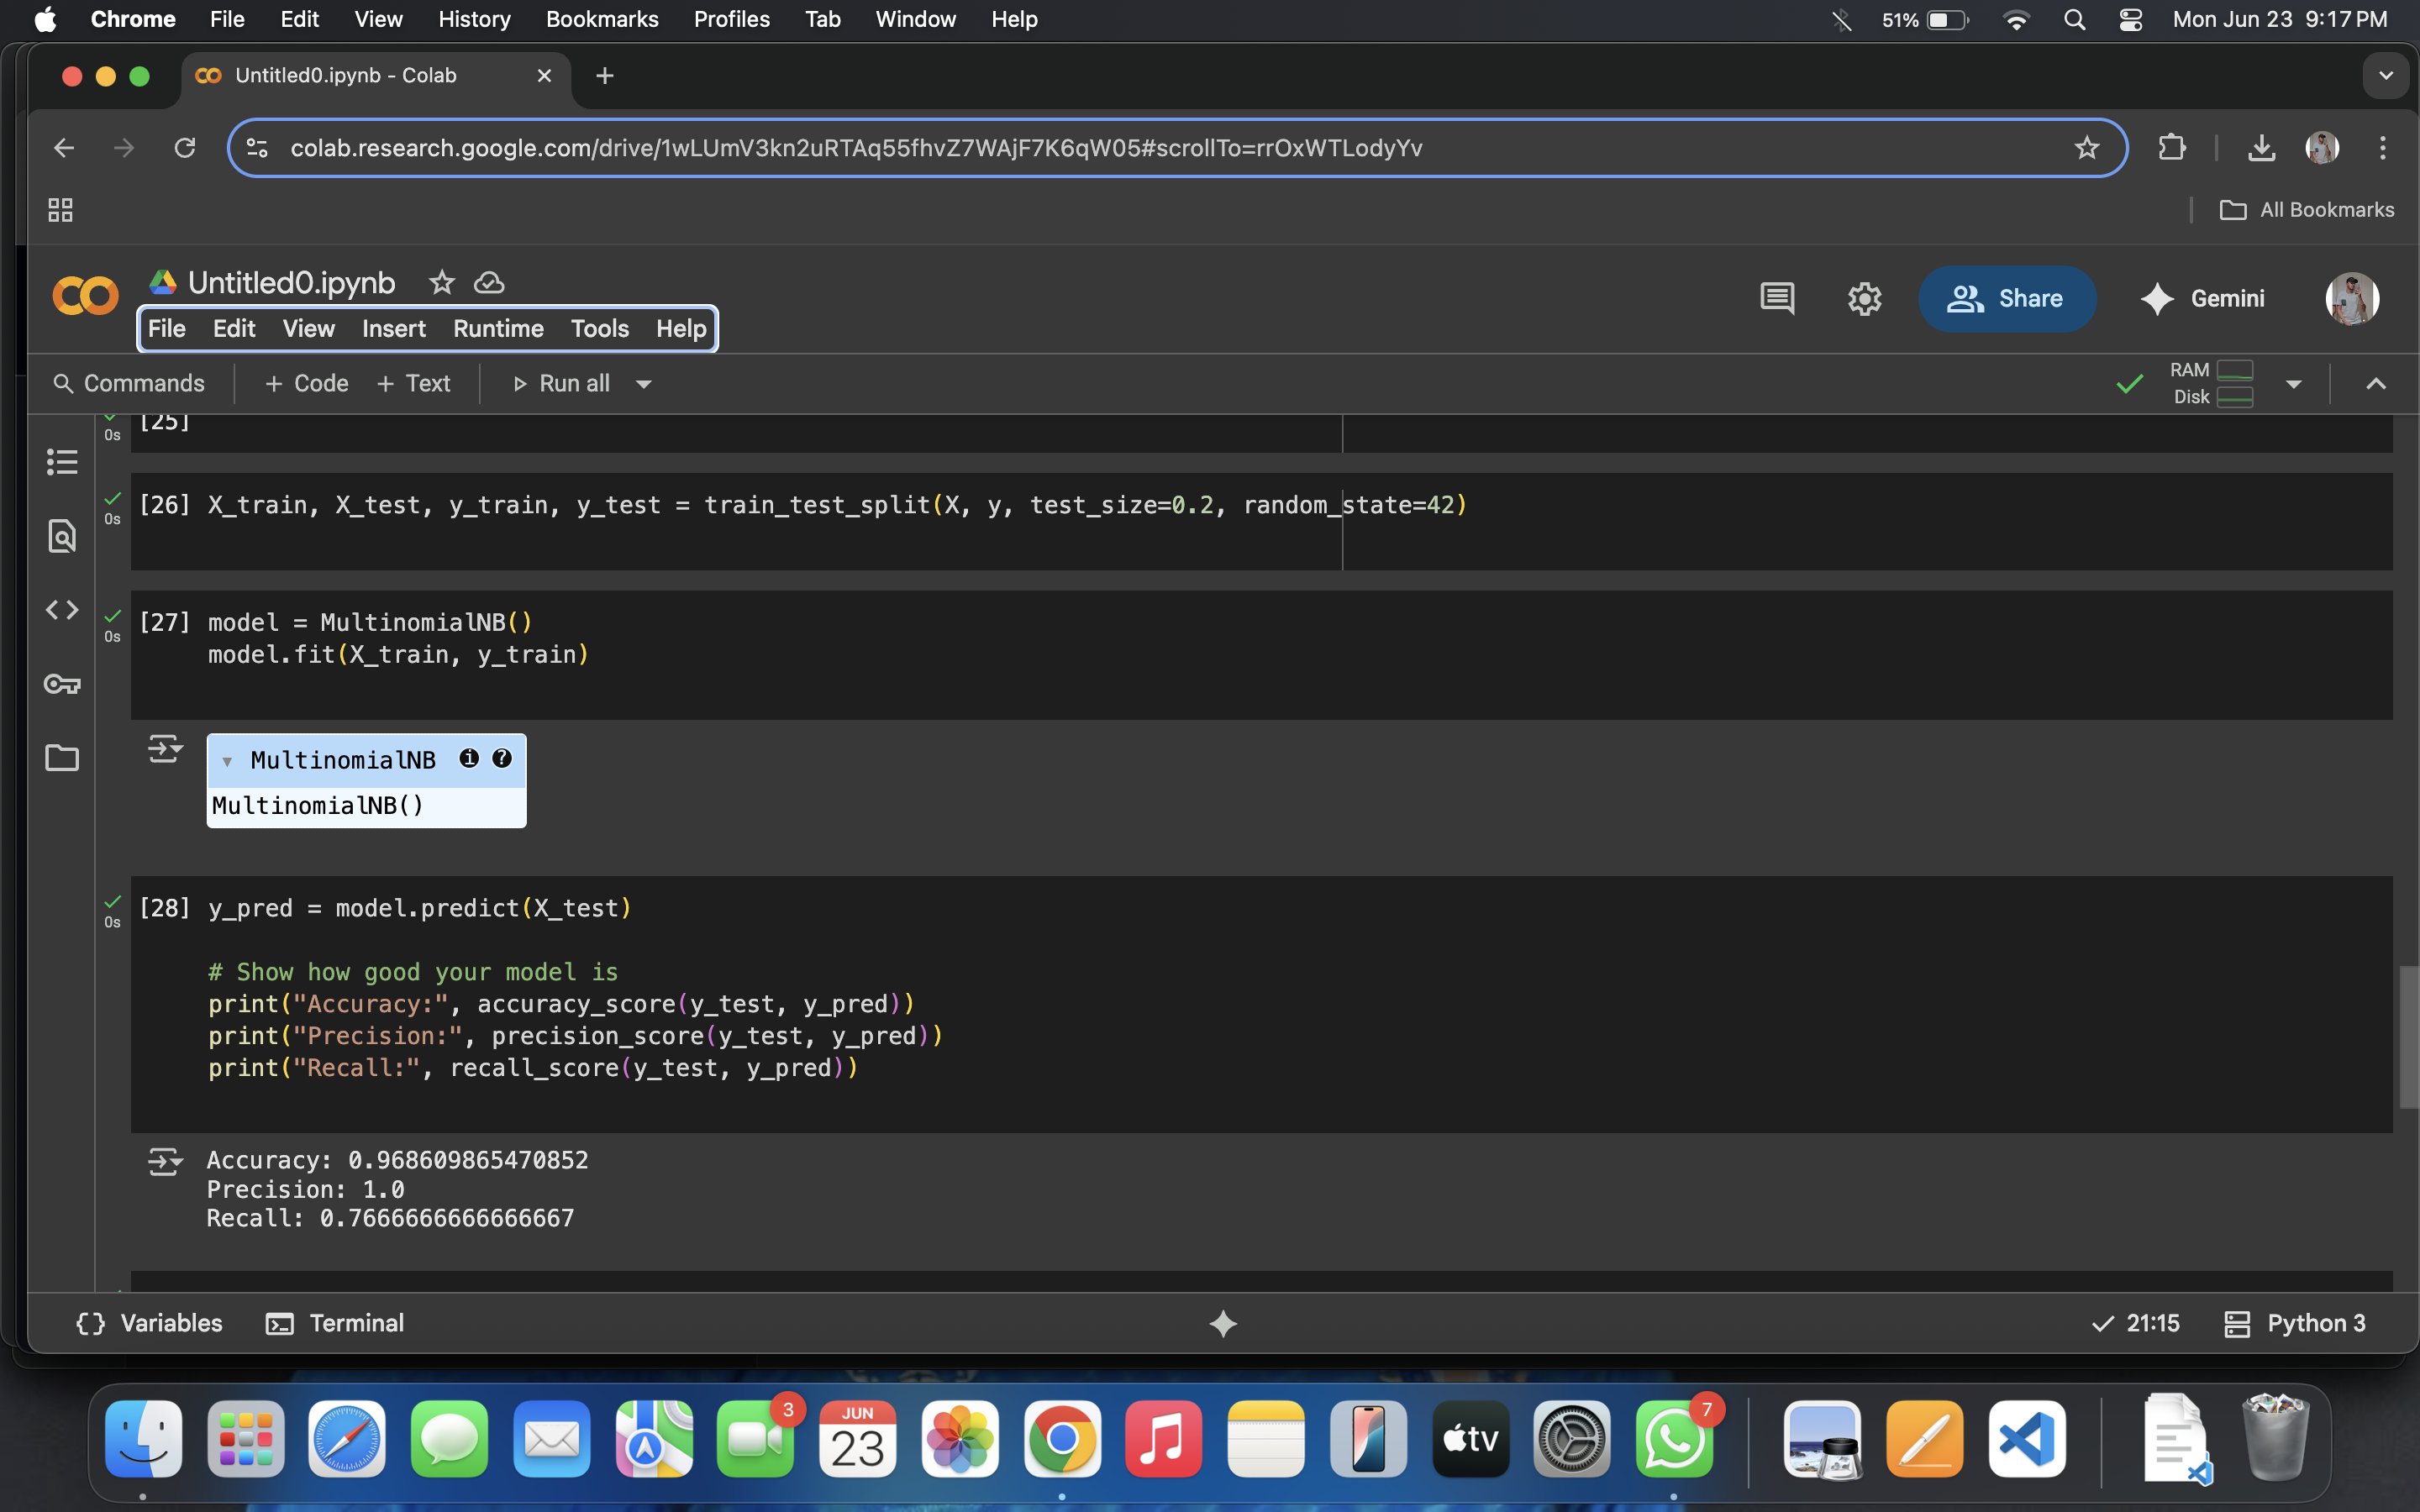 Chrome File Edit View History Bookmarks Profiles Tab Window Help 51% Mon Jun 23 9:17 PM
Untitled0.ipynb - Colab
colab.research.google.com/drive/1wLUmV3kn2uRTAq55fhvZ7WAjF7K6qW05#scrollTo=rrOxWTLodyYv
All Bookmarks
Untitled0.ipynb
File Edit View Insert Runtime Tools Help
Share Gemini
Commands + Code + Text Run all
RAM
Disk
0s [25]
0s [26] X_train, X_test, y_train, y_test = train_test_split(X, y, test_size=0.2, random_state=42)
0s [27] model = MultinomialNB()
model.fit(X_train, y_train)
MultinomialNB i ?
MultinomialNB()
0s [28] y_pred = model.predict(X_test)
# Show how good your model is
print("Accuracy:", accuracy_score(y_test, y_pred))
print("Precision:", precision_score(y_test, y_pred))
print("Recall:", recall_score(y_test, y_pred))
Accuracy: 0.968609865470852
Precision: 1.0
Recall: 0.7666666666666667
{} Variables Terminal 21:15 Python 3
3 JUN 7
23 tv